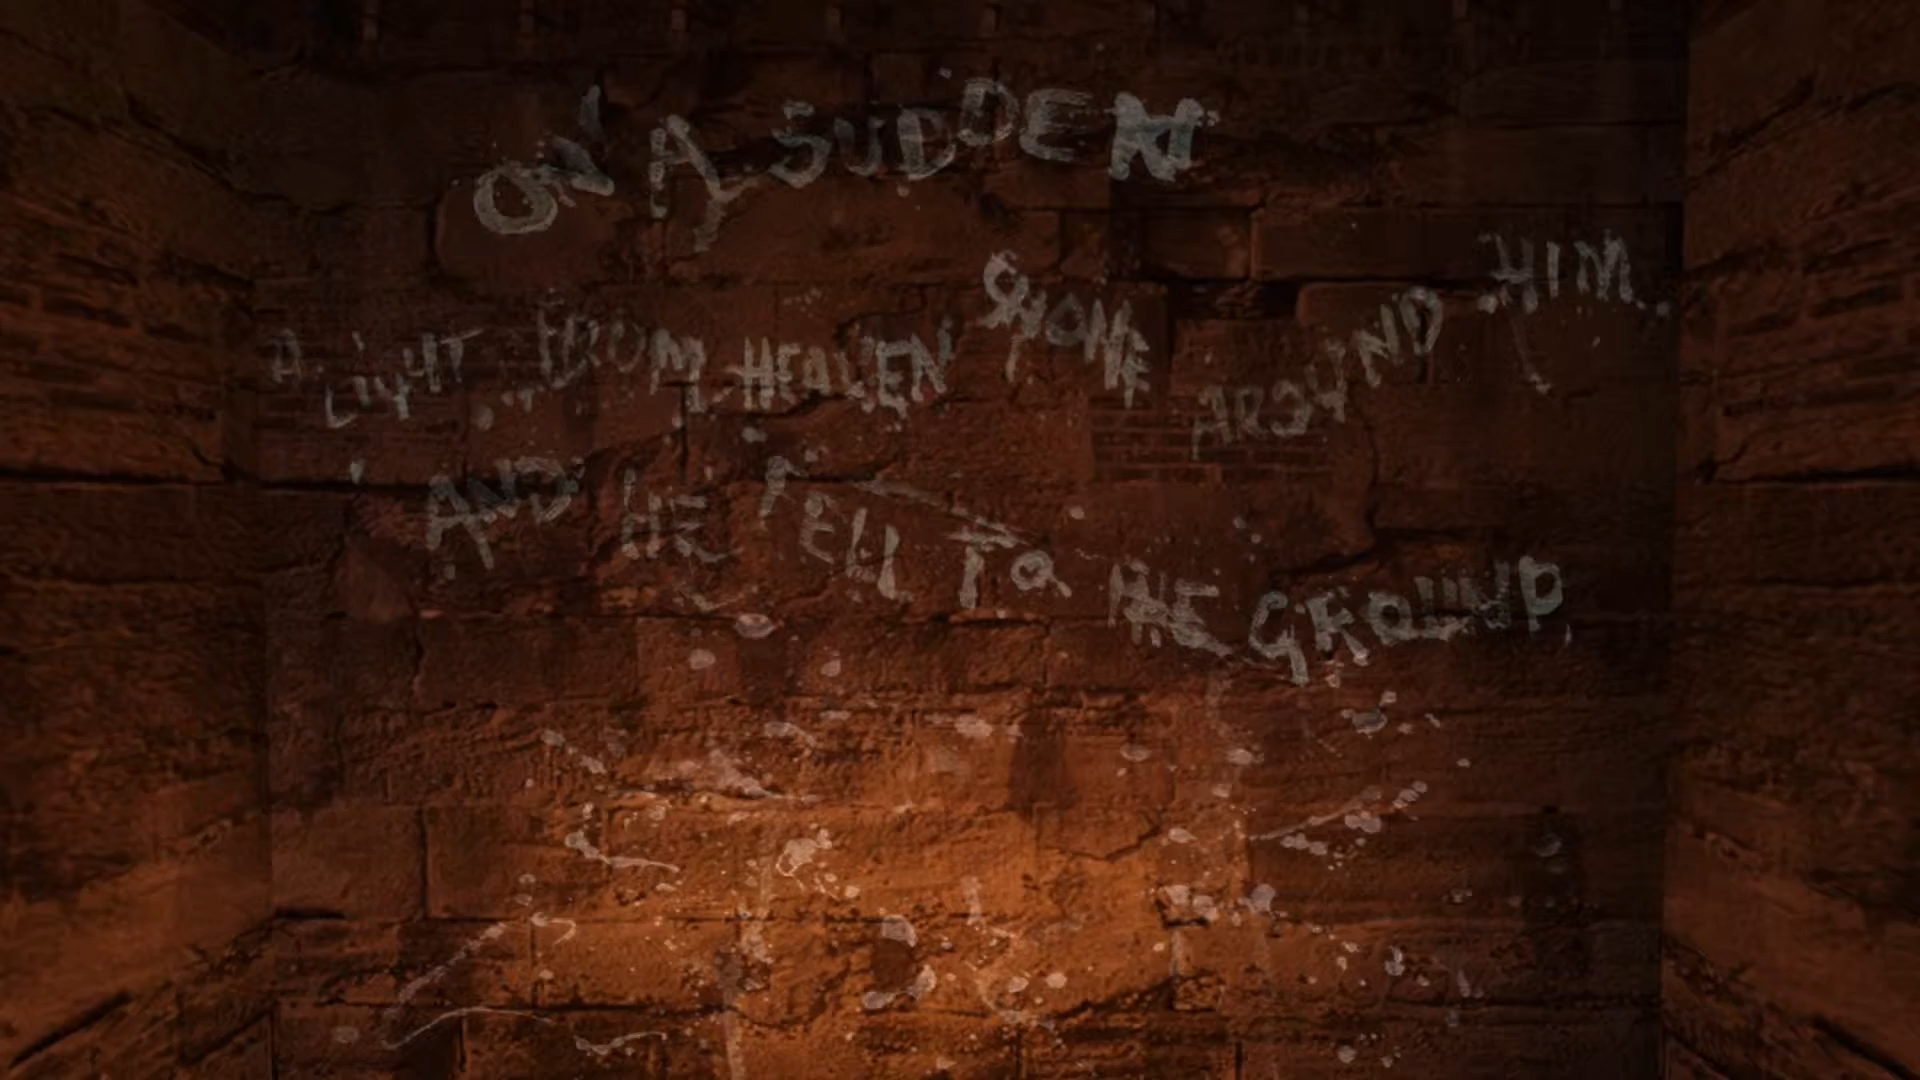 ON A SUDDEN
A LIGHT FROM HEAVEN SHONE AROUND HIM.
AND HE FELL TO THE GROUND